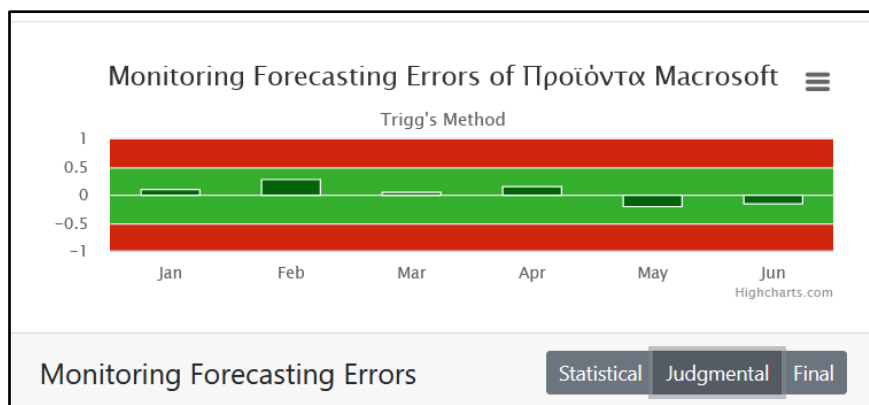 Monitoring Forecasting Errors of Προϊόντα Macrosoft
Trigg's Method
1
0.5
0
−0.5
−1
Jan Feb Mar Apr May Jun
Highcharts.com
Monitoring Forecasting Errors Statistical Judgmental Final